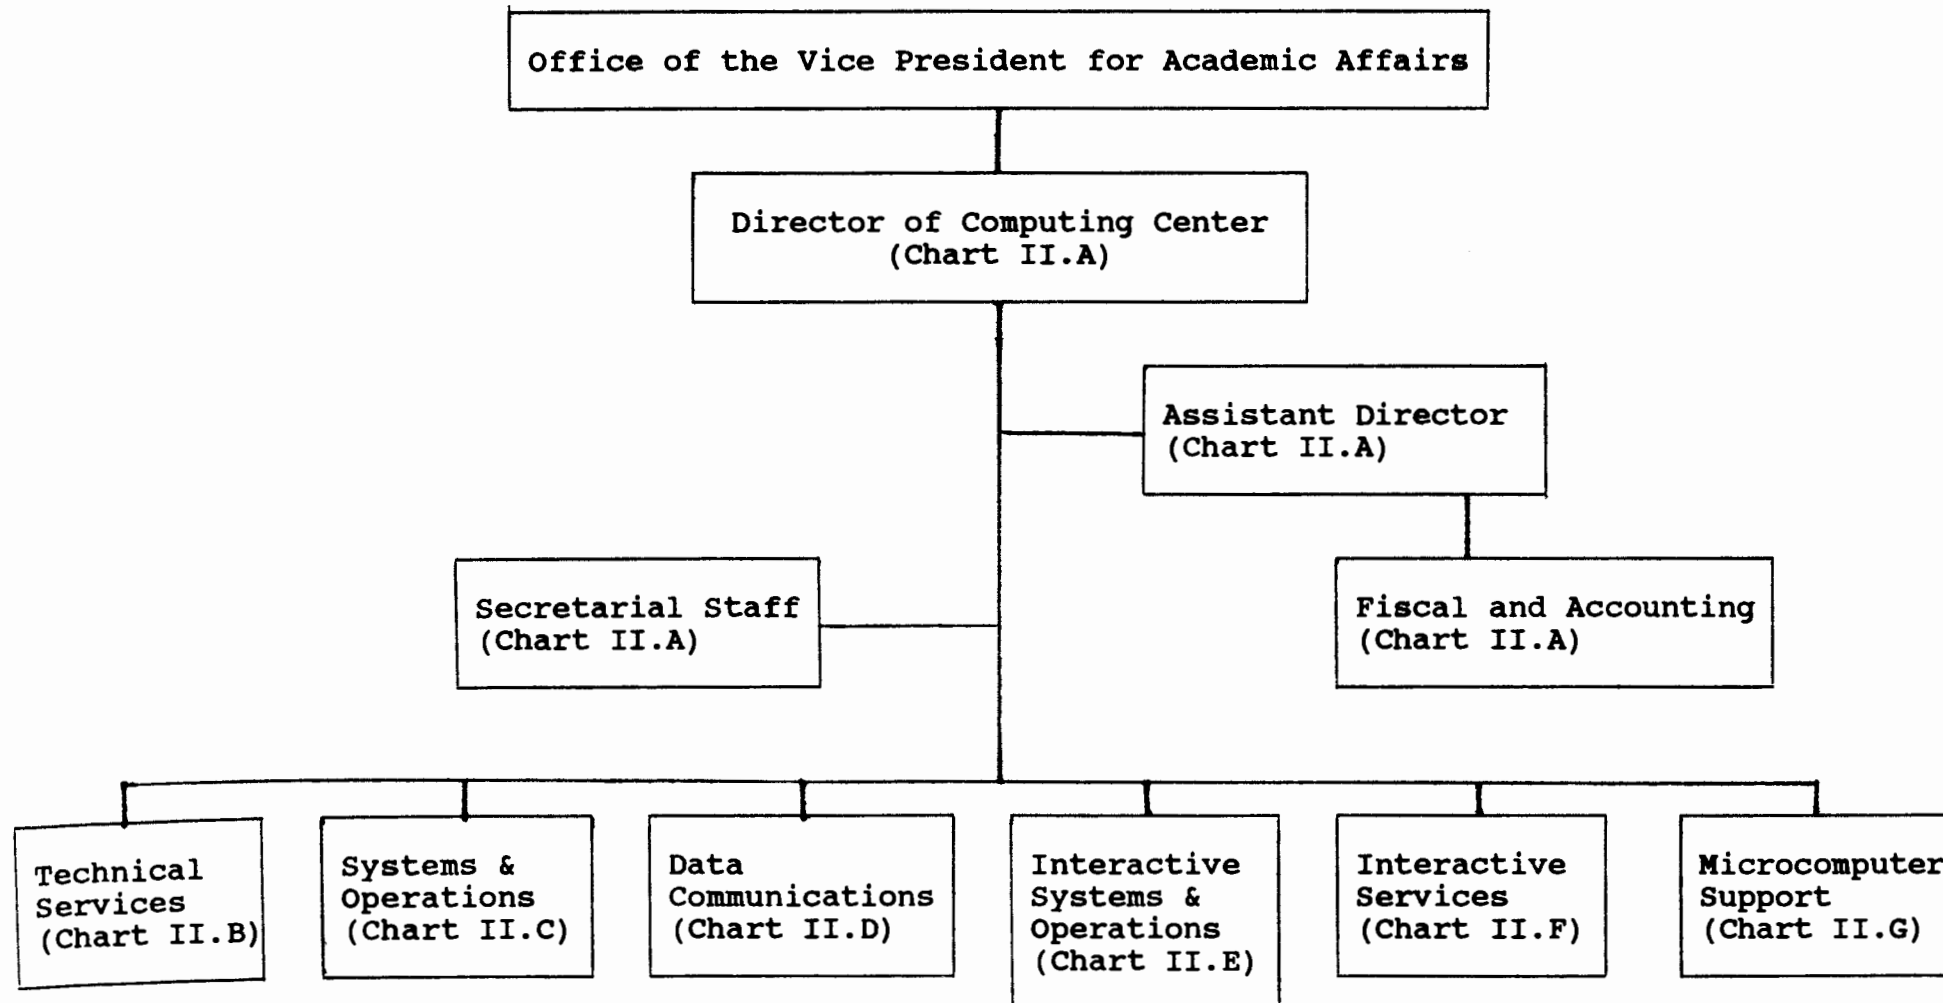 Office of the Vice President for Academic Affairs
Director of Computing Center
(Chart II.A)
Assistant Director
(Chart II.A)
Secretarial Staff
(Chart II.A)
Fiscal and Accounting
(Chart II.A)
Technical
Services
(Chart II.B)
Systems &
Operations
(Chart II.C)
Data
Communications
(Chart II.D)
Interactive
Systems &
Operations
(Chart II.E)
Interactive
Services
(Chart II.F)
Microcomputer
Support
(Chart II.G)